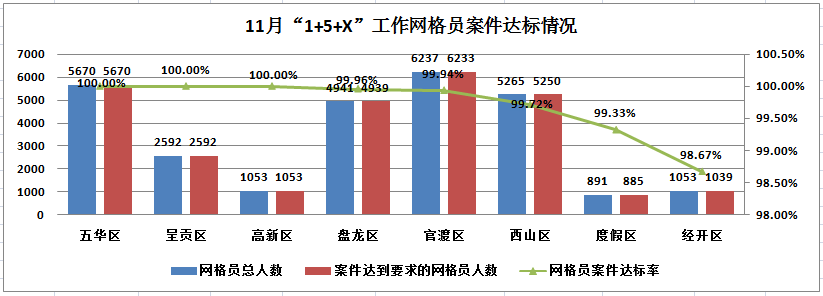 11月“1+5+X”工作网格员案件达标情况
7000 6000 5000 4000 3000 2000 1000 0
100.50% 100.00% 99.50% 99.00% 98.50% 98.00%
5670 5670 2592 2592 1053 1053 4941 4939 6237 6233 5265 5250 891 885 1053 1039
100.00% 100.00% 100.00% 99.96% 99.94% 99.72% 99.33% 98.67%
五华区 呈贡区 高新区 盘龙区 官渡区 西山区 度假区 经开区
网格员总人数 案件达到要求的网格员人数 网格员案件达标率